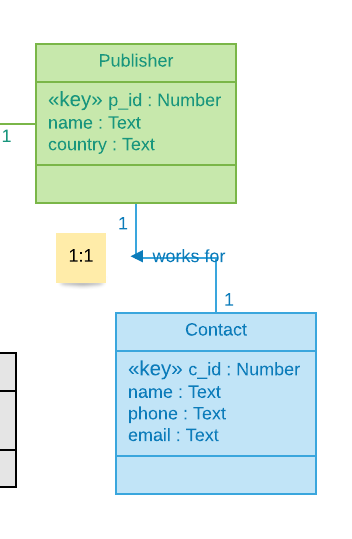 Publisher
«key» p_id : Number
name : Text
country : Text
1
1
1:1
works for
1
Contact
«key» c_id : Number
name : Text
phone : Text
email : Text